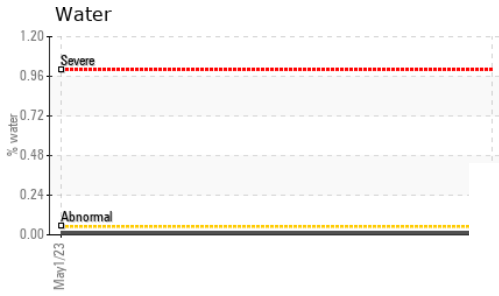 Water
1.20
0.96
0.72
0.48
0.24
0.00
% water
Severe
Abnormal
May1/23